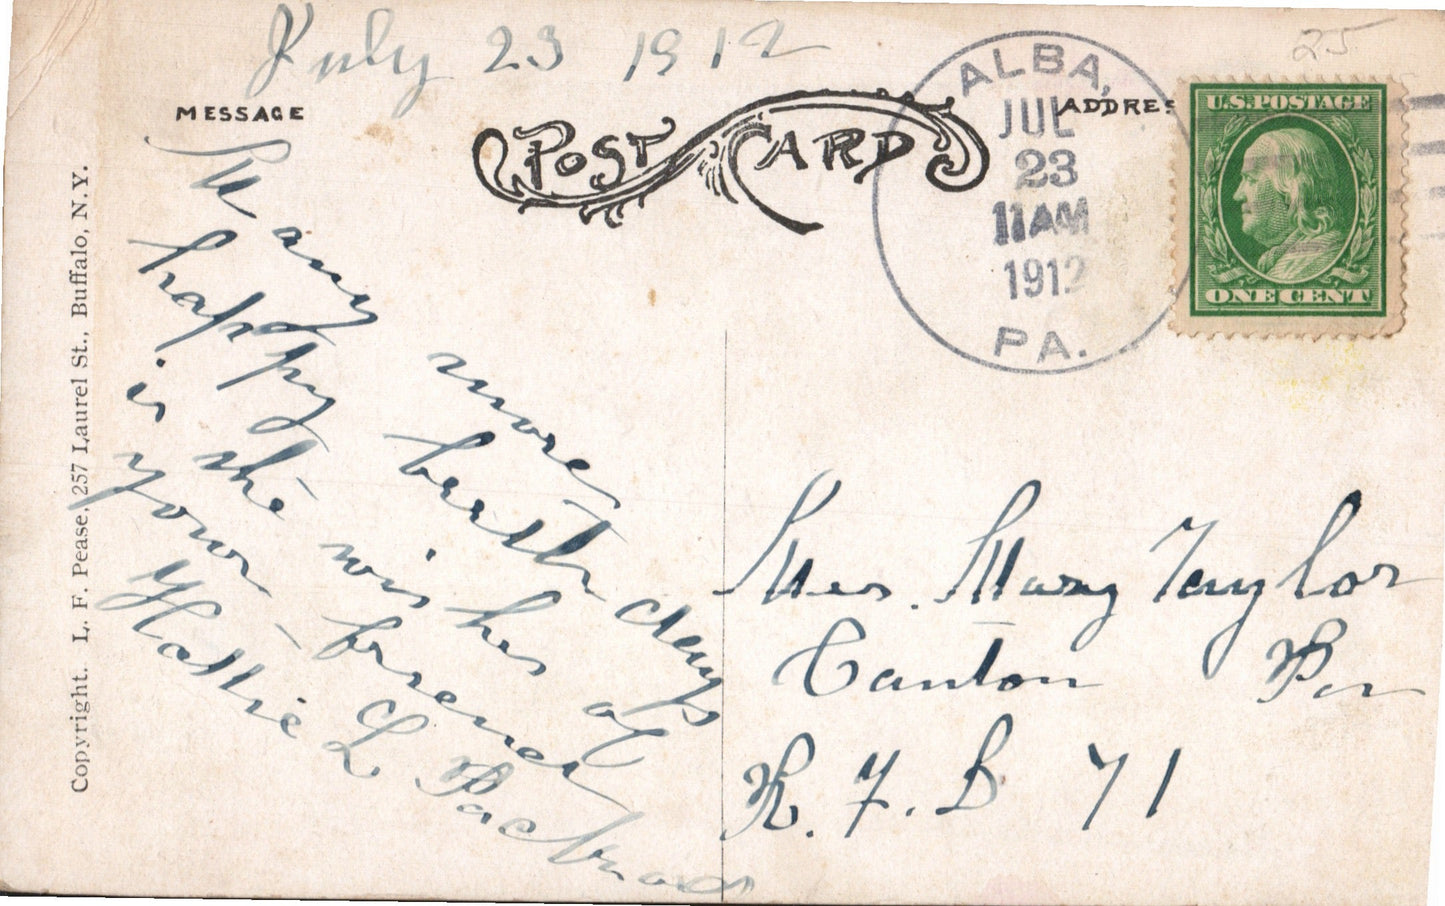 July 23 1912
MESSAGE
POST CARD
ADDRES
ALBA,
JUL
23
11AM
1912
PA.
25
U.S. POSTAGE
ONE CENT
Many more
happy birth days
is the wishes of
your friend
Hattie L
Copyright. L. F. Pease, 257 Laurel St., Buffalo, N.Y.
Mrs. Mary Taylor
Canton Pa
R. F. D 71